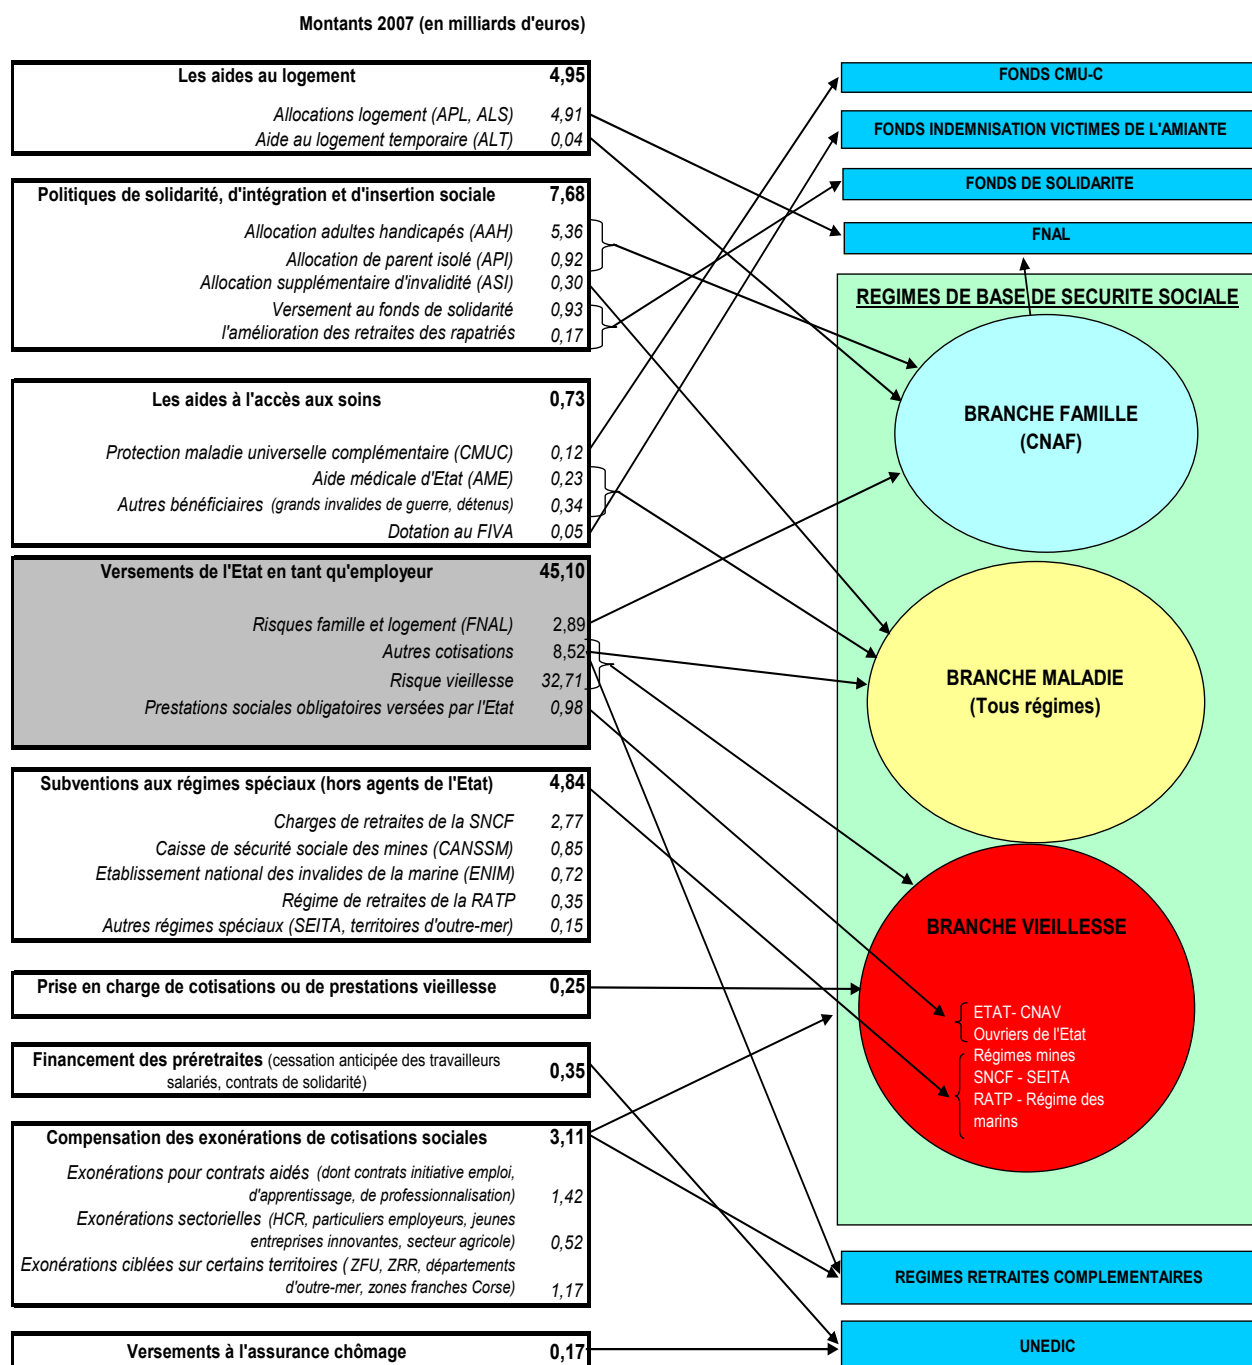 Montants 2007 (en milliards d'euros)
Les aides au logement 4,95
Allocations logement (APL, ALS) 4,91
Aide au logement temporaire (ALT) 0,04
Politiques de solidarité, d'intégration et d'insertion sociale 7,68
Allocation adultes handicapés (AAH) 5,36
Allocation de parent isolé (API) 0,92
Allocation supplémentaire d'invalidité (ASI) 0,30
Versement au fonds de solidarité 0,93
l'amélioration des retraites des rapatriés 0,17
Les aides à l'accès aux soins 0,73
Protection maladie universelle complémentaire (CMUC) 0,12
Aide médicale d'Etat (AME) 0,23
Autres bénéficiaires (grands invalides de guerre, détenus) 0,34
Dotation au FIVA 0,05
Versements de l'Etat en tant qu'employeur 45,10
Risques famille et logement (FNAL) 2,89
Autres cotisations 8,52
Risque vieillesse 32,71
Prestations sociales obligatoires versées par l'Etat 0,98
Subventions aux régimes spéciaux (hors agents de l'Etat) 4,84
Charges de retraites de la SNCF 2,77
Caisse de sécurité sociale des mines (CANSSM) 0,85
Etablissement national des invalides de la marine (ENIM) 0,72
Régime de retraites de la RATP 0,35
Autres régimes spéciaux (SEITA, territoires d'outre-mer) 0,15
Prise en charge de cotisations ou de prestations vieillesse 0,25
Financement des préretraites (cessation anticipée des travailleurs
salariés, contrats de solidarité) 0,35
Compensation des exonérations de cotisations sociales 3,11
Exonérations pour contrats aidés (dont contrats initiative emploi,
d'apprentissage, de professionnalisation) 1,42
Exonérations sectorielles (HCR, particuliers employeurs, jeunes
entreprises innovantes, secteur agricole) 0,52
Exonérations ciblées sur certains territoires ( ZFU, ZRR, départements
d'outre-mer, zones franches Corse) 1,17
Versements à l'assurance chômage 0,17
FONDS CMU-C
FONDS INDEMNISATION VICTIMES DE L'AMIANTE
FONDS DE SOLIDARITE
FNAL
REGIMES DE BASE DE SECURITE SOCIALE
BRANCHE FAMILLE
(CNAF)
BRANCHE MALADIE
(Tous régimes)
BRANCHE VIEILLESSE
ETAT- CNAV
Ouvriers de l'Etat
Régimes mines
SNCF - SEITA
RATP - Régime des
marins
REGIMES RETRAITES COMPLEMENTAIRES
UNEDIC